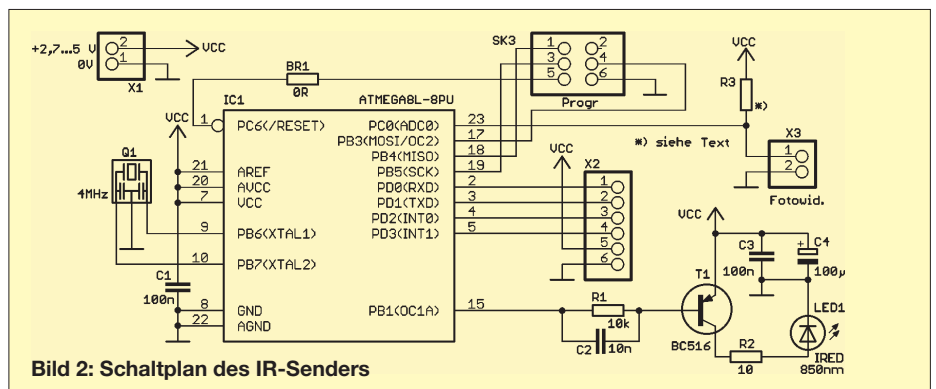 +2,7...5 V
2
VCC
0V
1
X1
BR1
0R
SK3
1
2
3
4
5
6
Progr
VCC
R3
*)
IC1
ATMEGA8L-8PU
VCC
1
PC6(/RESET)
PC0(ADC0)
23
PB3(MOSI/OC2)
17
*) siehe Text
X3
1
2
Fotowid.
PB4(MISO)
18
Q1
4MHz
21
AREF
PB5(SCK)
19
20
AVCC
PD0(RXD)
2
7
VCC
PD1(TXD)
3
PD2(INT0)
4
9
PB6(XTAL1)
PD3(INT1)
5
VCC
X2
1
2
3
4
5
6
10
PB7(XTAL2)
C1
100n
8
GND
22
AGND
PB1(OC1A)
15
R1
10k
C2
10n
VCC
T1
BC516
C3
100n
+
C4
100µ
LED1
R2
10
IRED
850nm
Bild 2: Schaltplan des IR-Senders